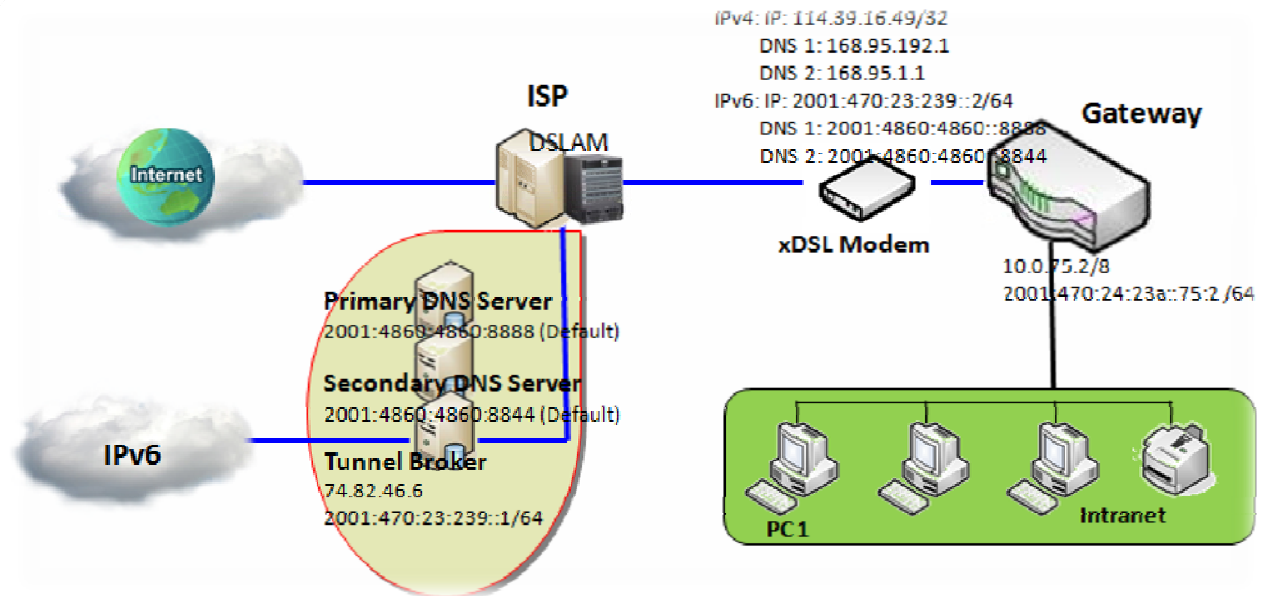 IPv4: IP: 114.39.16.49/32
DNS 1: 168.95.192.1
DNS 2: 168.95.1.1
IPv6: IP: 2001:470:23:239::2/64
DNS 1: 2001:4860:4860::8888
DNS 2: 2001:4860:4860::8844
ISP
DSLAM
Gateway
Internet
xDSL Modem
10.0.75.2/8
2001:470:24:23a::75:2/64
Primary DNS Server
2001:4860:4860:8888 (Default)
Secondary DNS Server
2001:4860:4860:8844 (Default)
IPv6
Tunnel Broker
74.82.46.6
2001:470:23:239::1/64
PC1
Intranet